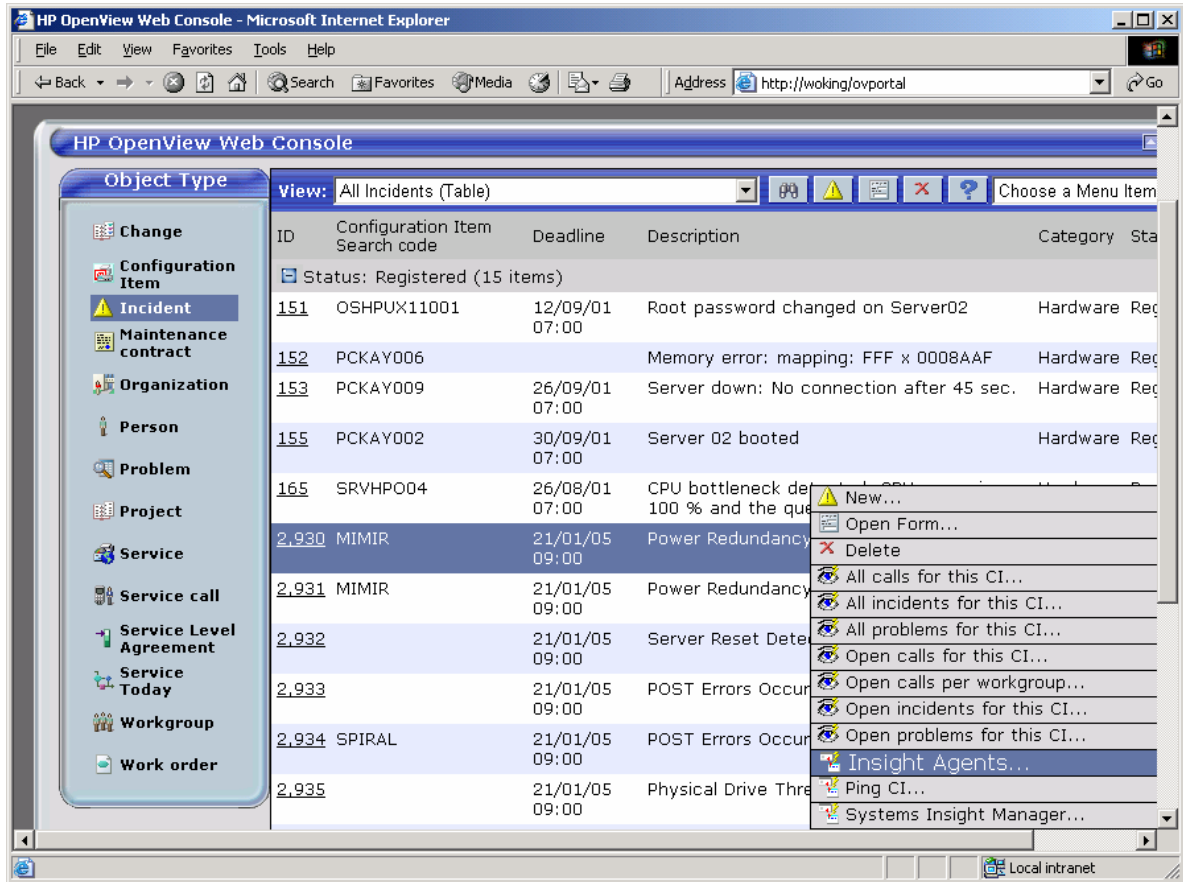 HP OpenView Web Console - Microsoft Internet Explorer
File Edit View Favorites Tools Help
Back Search Favorites Media Address http://woking/ovportal Go
HP OpenView Web Console
Object Type
Change
Configuration
Item
Incident
Maintenance
contract
Organization
Person
Problem
Project
Service
Service call
Service Level
Agreement
Service
Today
Workgroup
Work order
View: All Incidents (Table) Choose a Menu Item
ID Configuration Item Deadline Description Category Sta
Search code
Status: Registered (15 items)
151 OSHPUX11001 12/09/01 Root password changed on Server02 Hardware Reg
07:00
152 PCKAY006 Memory error: mapping: FFF x 0008AAF Hardware Reg
153 PCKAY009 26/09/01 Server down: No connection after 45 sec. Hardware Reg
07:00
155 PCKAY002 30/09/01 Server 02 booted Hardware Reg
07:00
165 SRVHPO04 26/08/01 CPU bottleneck
07:00 100 % and the que
2,930 MIMIR 21/01/05 Power Redundancy
09:00
2,931 MIMIR 21/01/05 Power Redundancy
09:00
2,932 21/01/05 Server Reset Dete
09:00
2,933 21/01/05 POST Errors Occur
09:00
2,934 SPIRAL 21/01/05 POST Errors Occur
09:00
2,935 21/01/05 Physical Drive Thre
09:00
New...
Open Form...
Delete
All calls for this CI...
All incidents for this CI...
All problems for this CI...
Open calls for this CI...
Open calls per workgroup...
Open incidents for this CI...
Open problems for this CI...
Insight Agents...
Ping CI...
Systems Insight Manager...
Local intranet